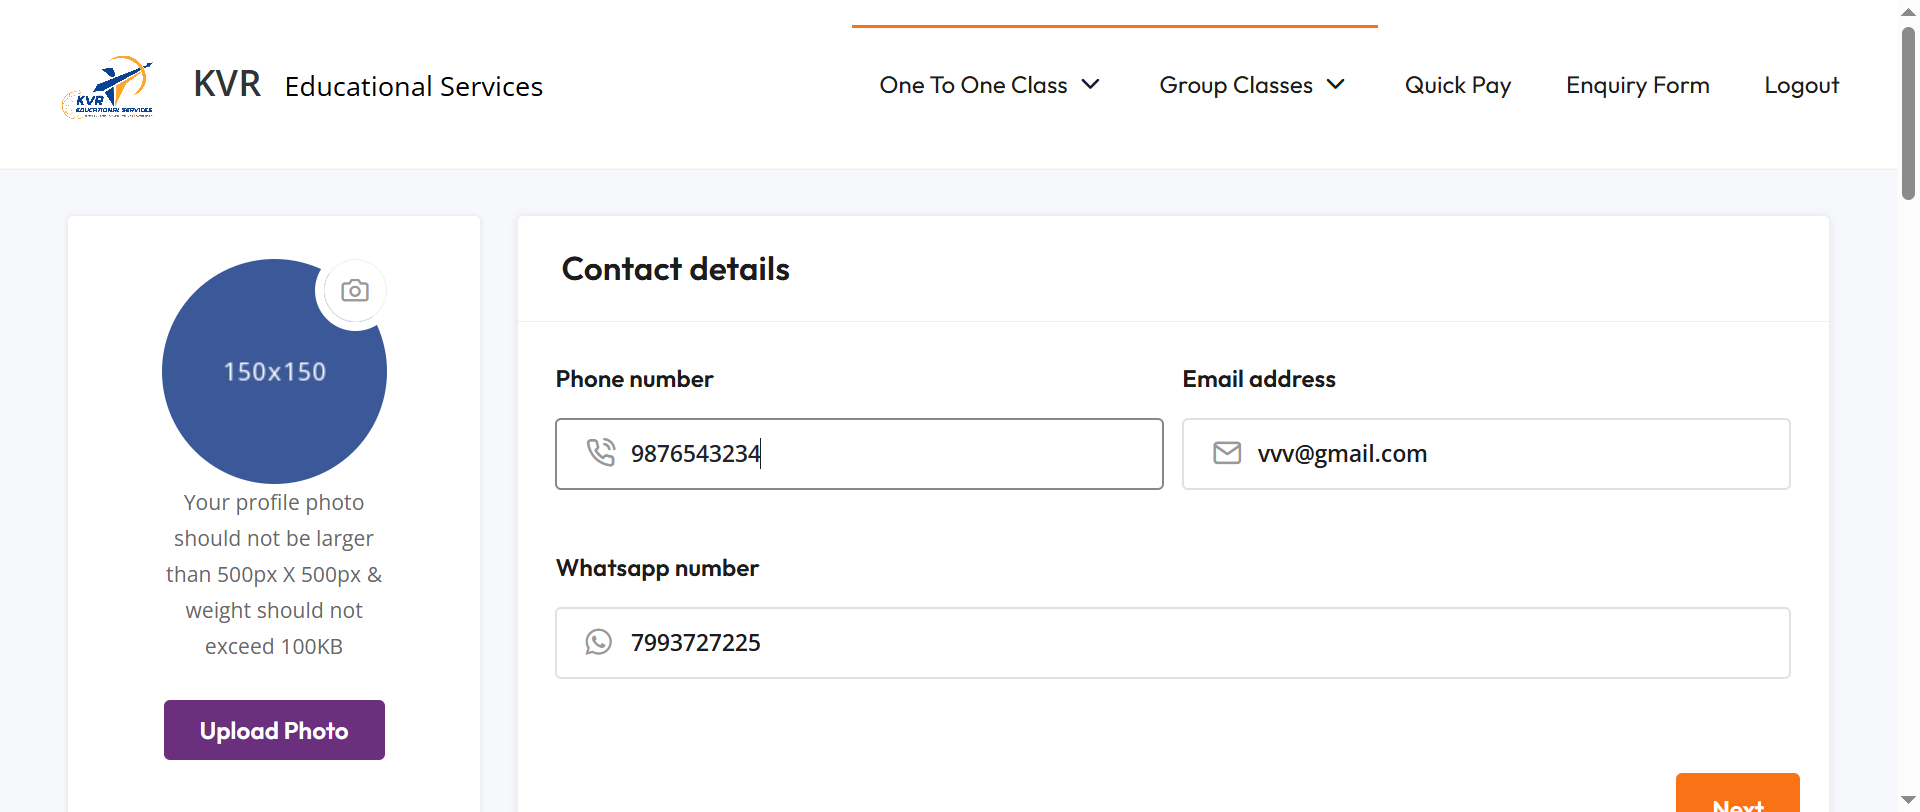 KVR
EDUCATIONAL SERVICES
KVR Educational Services
One To One Class
Group Classes
Quick Pay
Enquiry Form
Logout
150x150
Your profile photo
should not be larger
than 500px X 500px &
weight should not
exceed 100KB
Upload Photo
Contact details
Phone number
9876543234
Email address
vvv@gmail.com
Whatsapp number
7993727225
Next